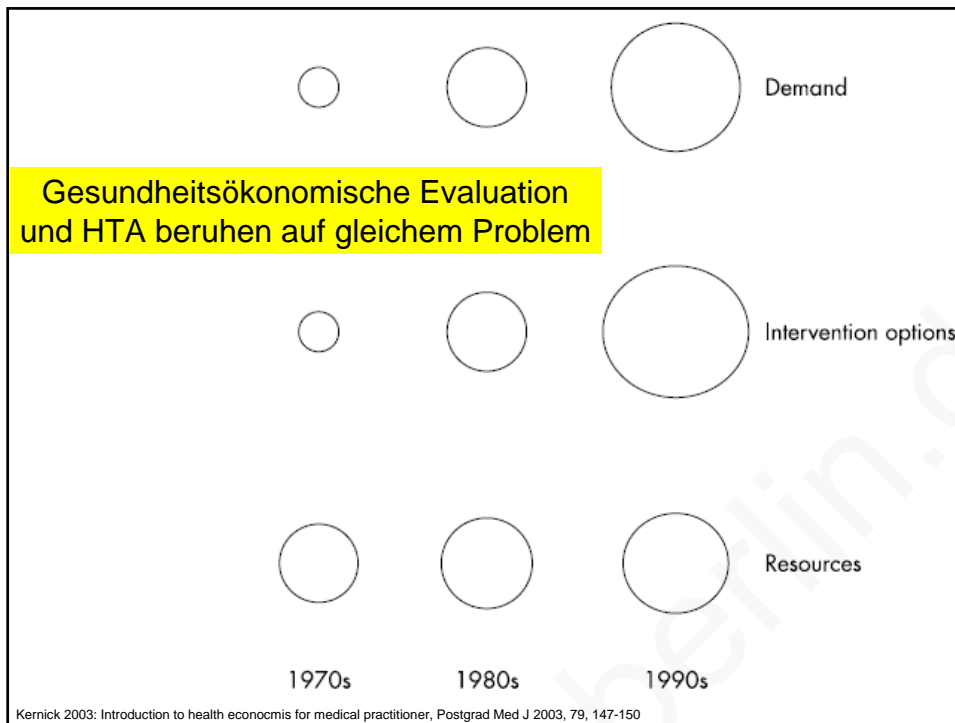 Demand
Gesundheitsökonomische Evaluation
und HTA beruhen auf gleichem Problem
Intervention options
Resources
1970s 1980s 1990s
Kernick 2003: Introduction to health econocmis for medical practitioner, Postgrad Med J 2003, 79, 147-150
berlin.d